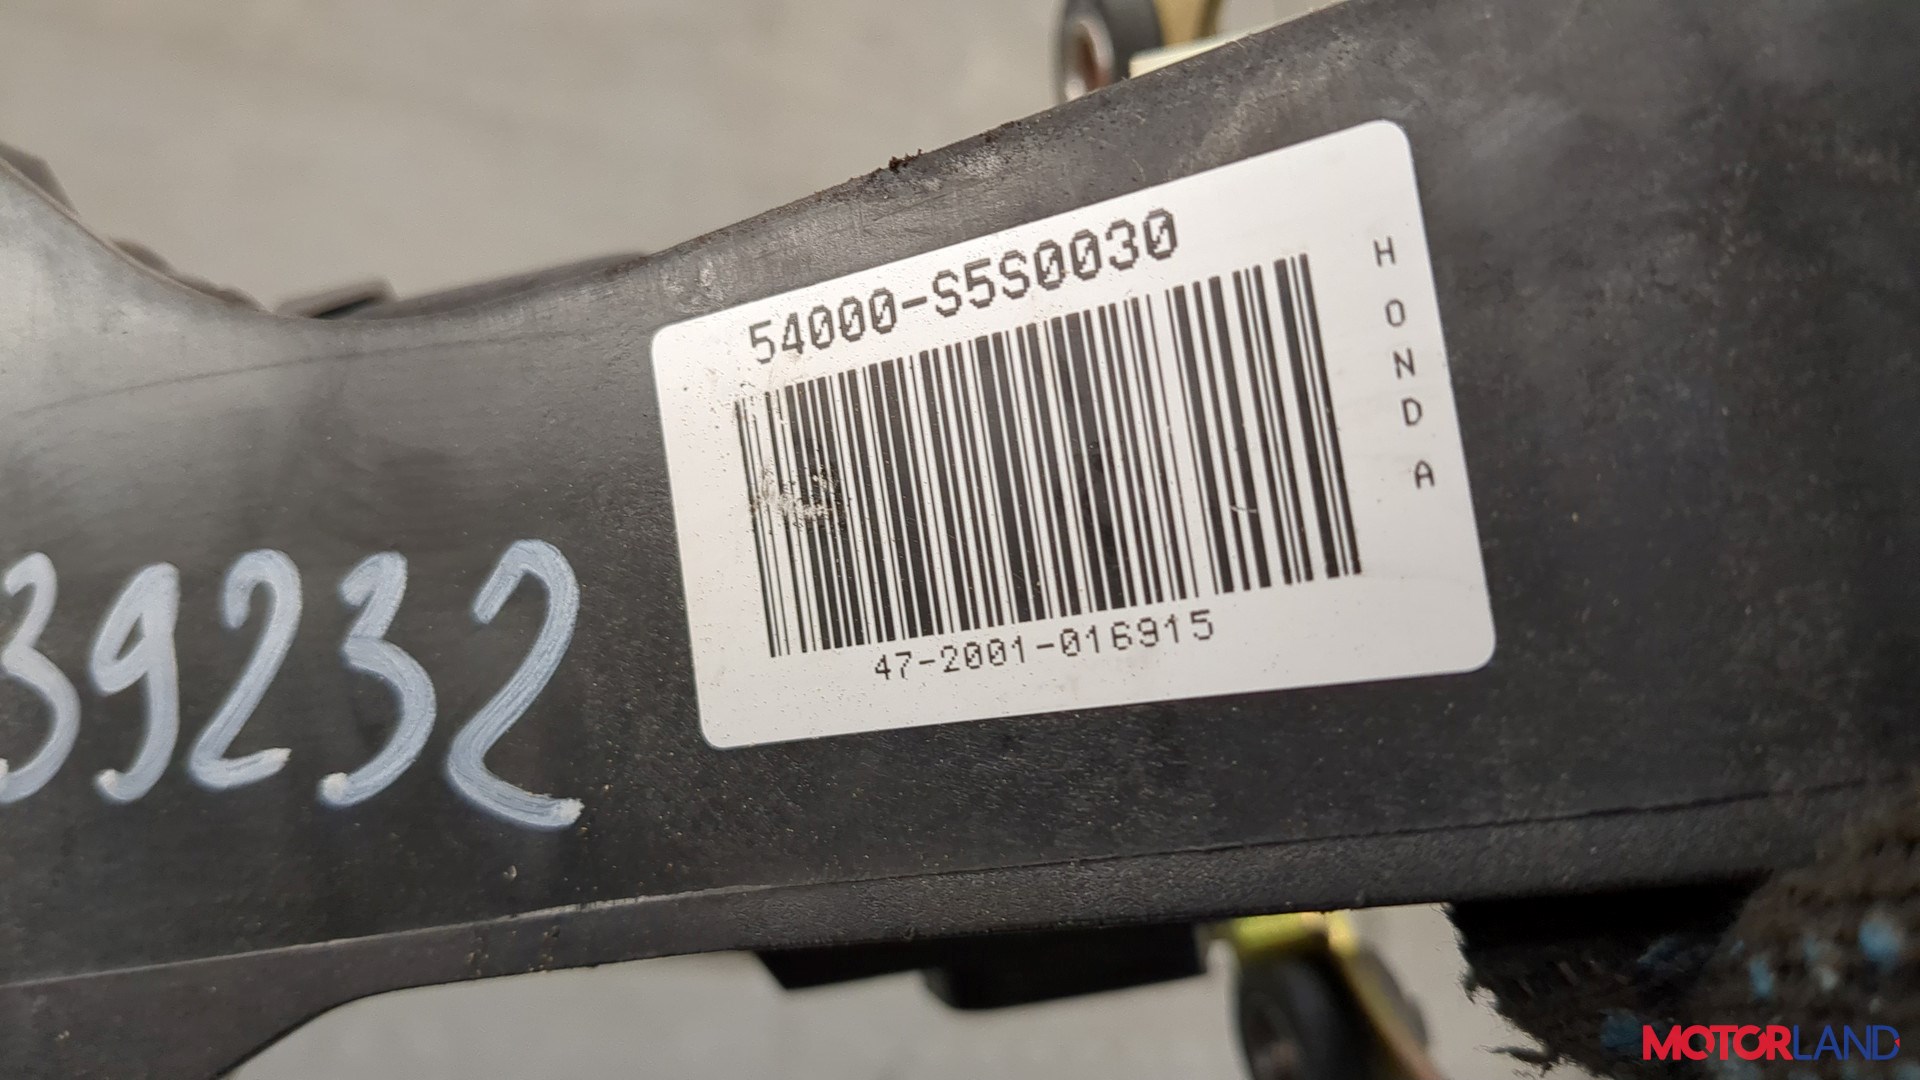 54000-S5S0030
HONDA
47-2001-016915
39232
MOTORLAND